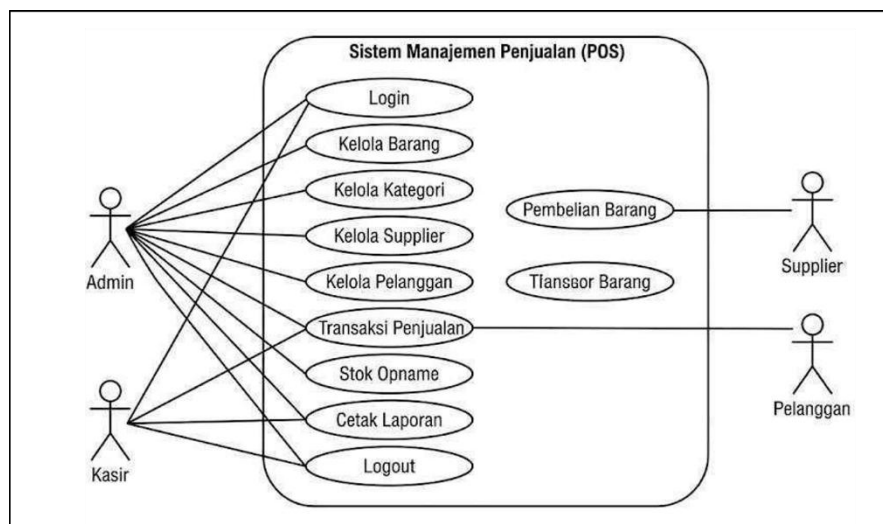 Sistem Manajemen Penjualan (POS)
Login
Kelola Barang
Kelola Kategori
Kelola Supplier
Kelola Pelanggan
Transaksi Penjualan
Stok Opname
Cetak Laporan
Logout
Pembelian Barang
Barang
Admin
Kasir
Supplier
Pelanggan